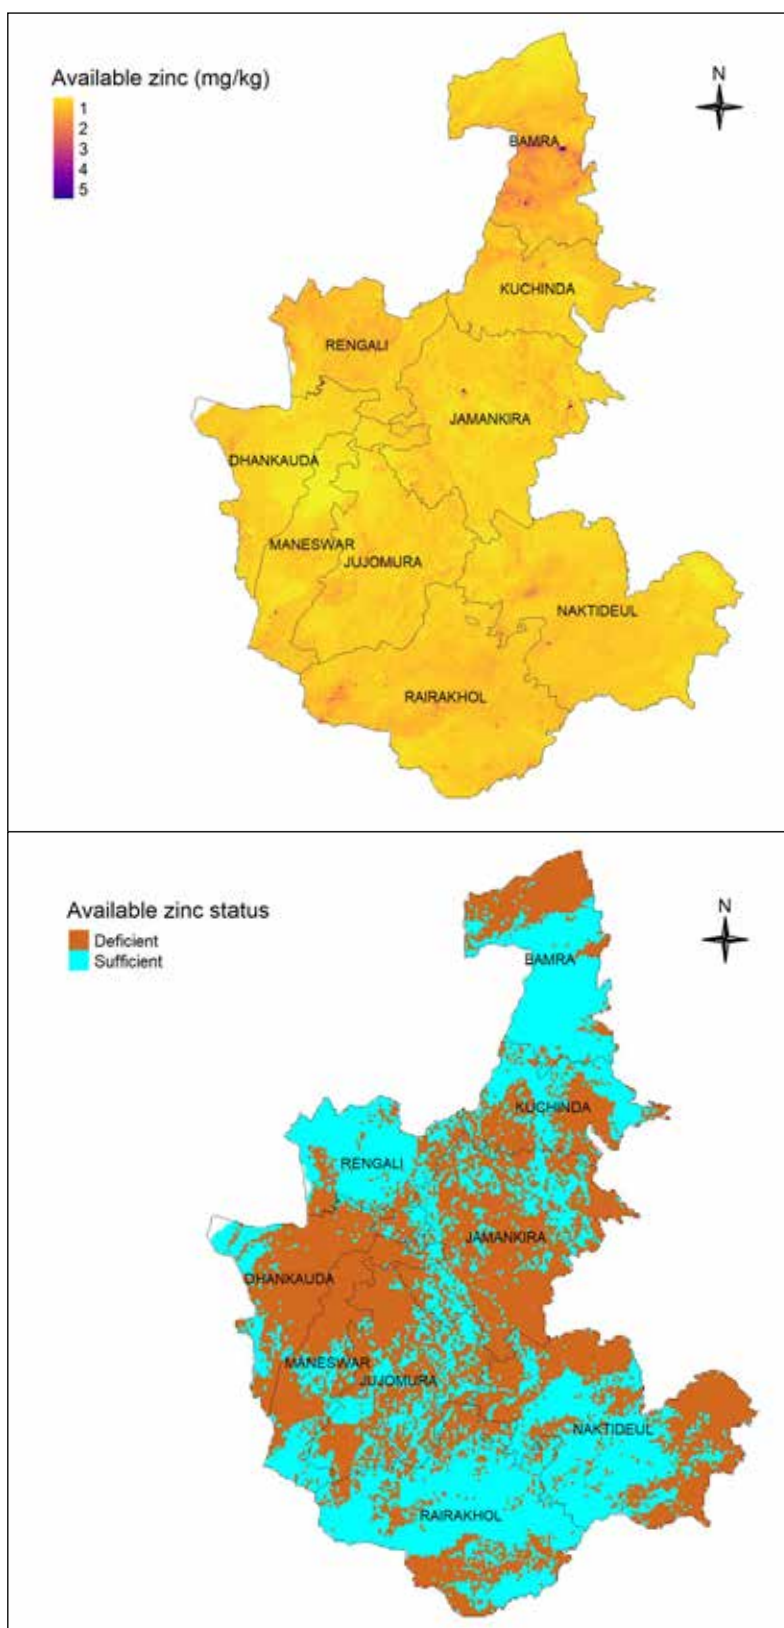 Available zinc (mg/kg)
1
2
3
4
5
N
BAMRA
KUCHINDA
RENGALI
JAMANKIRA
DHANKAUDA
MANESWAR
JUJOMURA
NAKTIDEUL
RAIRAKHOL
Available zinc status
Deficient
Sufficient
N
BAMRA
KUCHINDA
RENGALI
JAMANKIRA
DHANKAUDA
MANESWAR
JUJOMURA
NAKTIDEUL
RAIRAKHOL